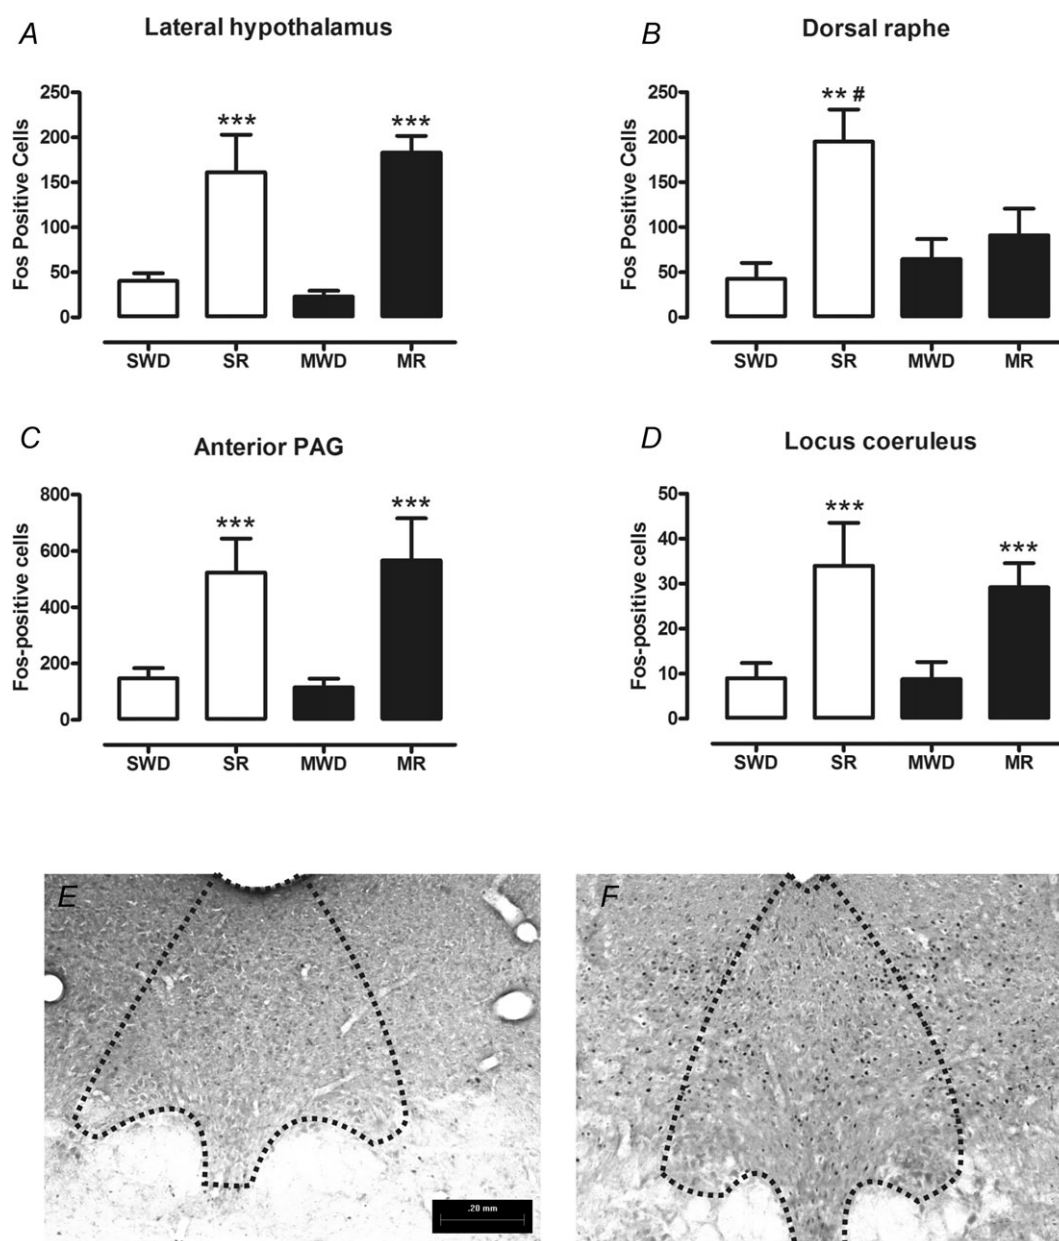 A
Lateral hypothalamus
Fos Positive Cells
250
200
150
100
50
0
***
***
SWD SR MWD MR
B
Dorsal raphe
Fos Positive Cells
250
200
150
100
50
0
** #
SWD SR MWD MR
C
Anterior PAG
Fos-positive cells
800
600
400
200
0
***
***
SWD SR MWD MR
D
Locus coeruleus
Fos-positive cells
50
40
30
20
10
0
***
***
SWD SR MWD MR
E
.20 mm
F